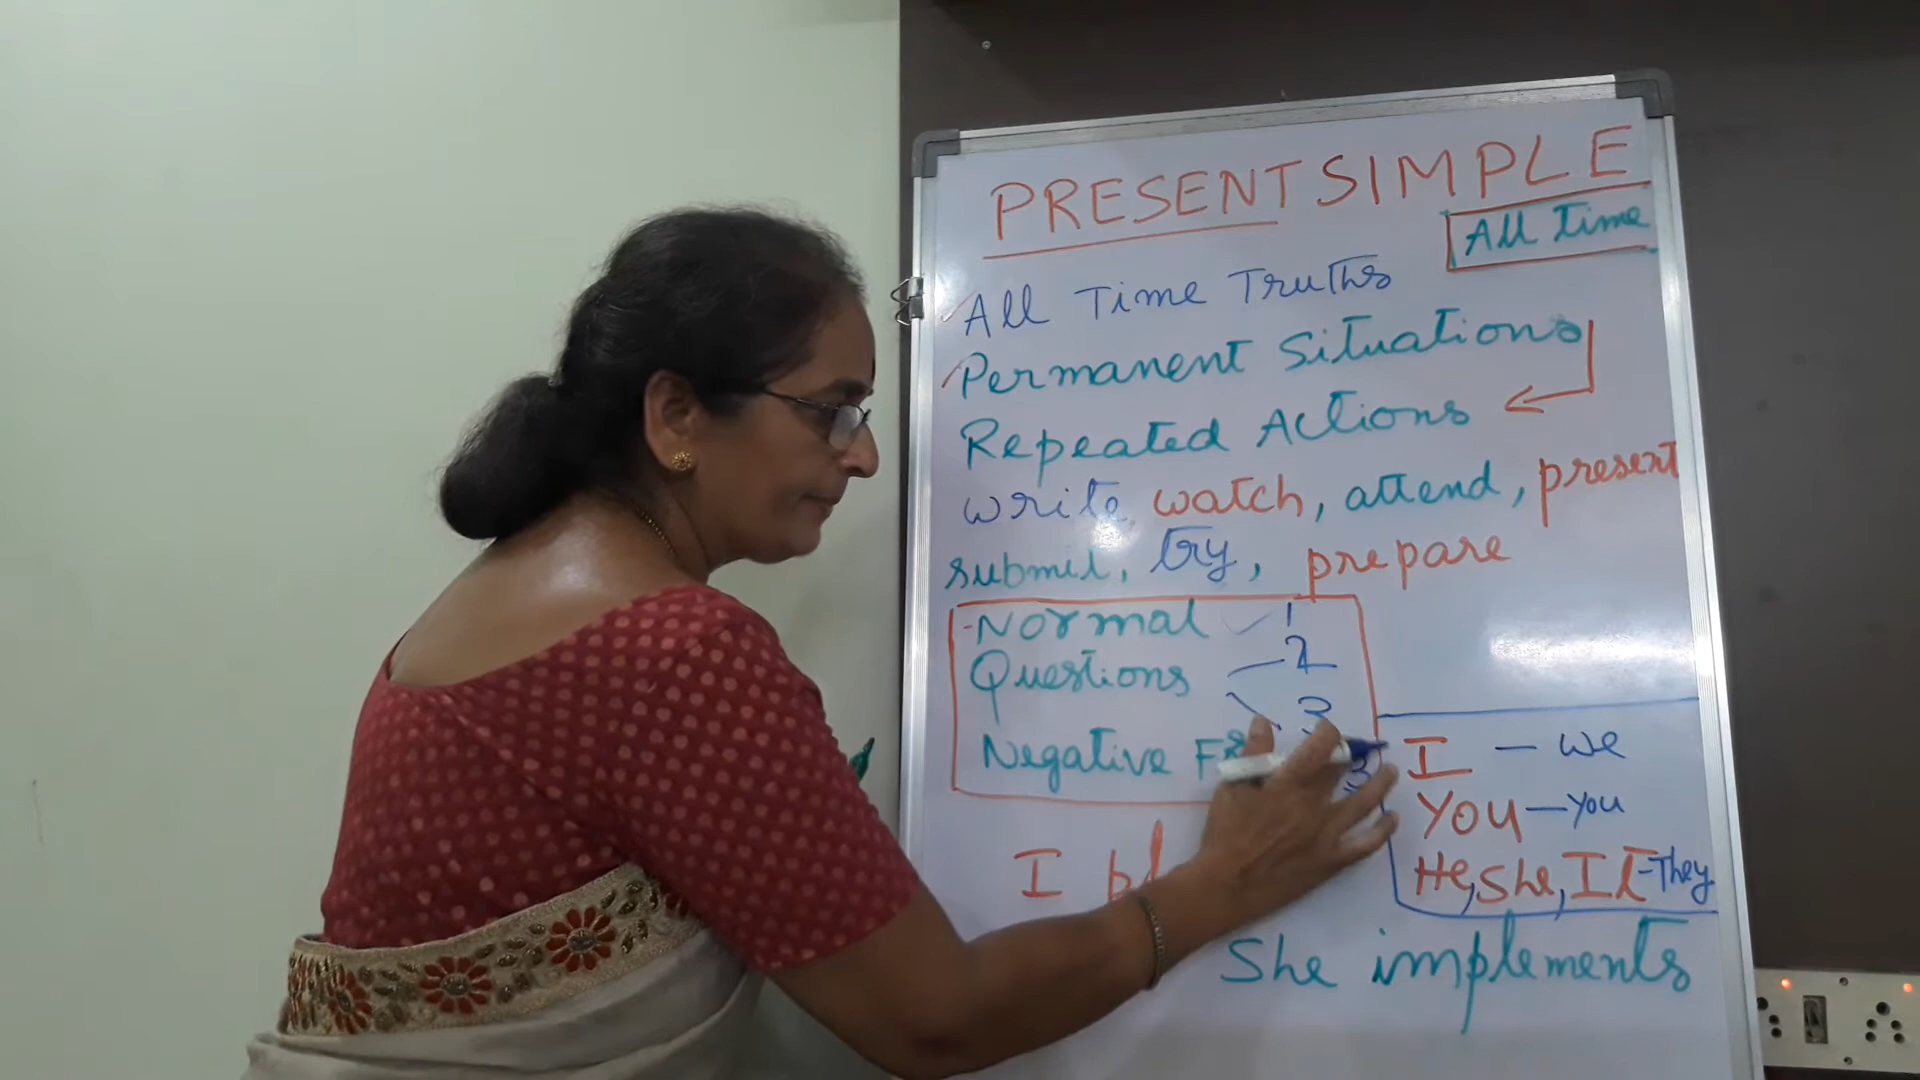 PRESENT SIMPLE
All Time
All Time Truths
Permanent Situations
Repeated Actions
write, watch, attend, present
submit, try, prepare
Normal 1
Questions 2
3
Negative 3
I - we
YOU - YOU
He, She, It - They
I
She implements